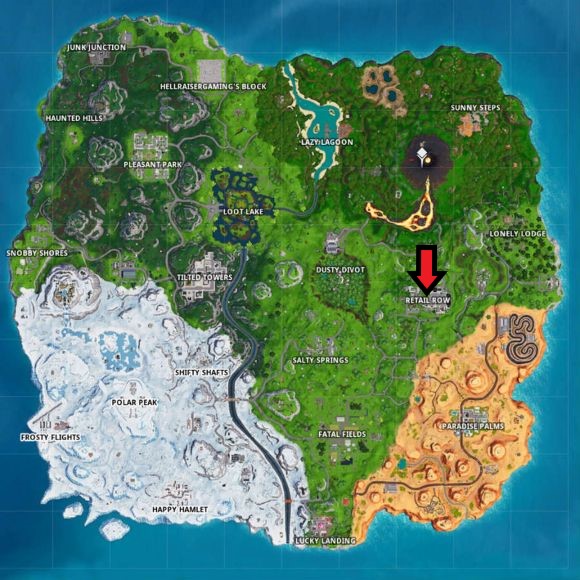 JUNK JUNCTION
HELLRAISERGAMING'S BLOCK
SUNNY STEPS
HAUNTED HILLS
LAZY LAGOON
PLEASANT PARK
LOOT LAKE
LONELY LODGE
SNOBBY SHORES
DUSTY DIVOT
TILTED TOWERS
RETAIL ROW
SALTY SPRINGS
SHIFTY SHAFTS
POLAR PEAK
PARADISE PALMS
FROSTY FLIGHTS
FATAL FIELDS
HAPPY HAMLET
LUCKY LANDING